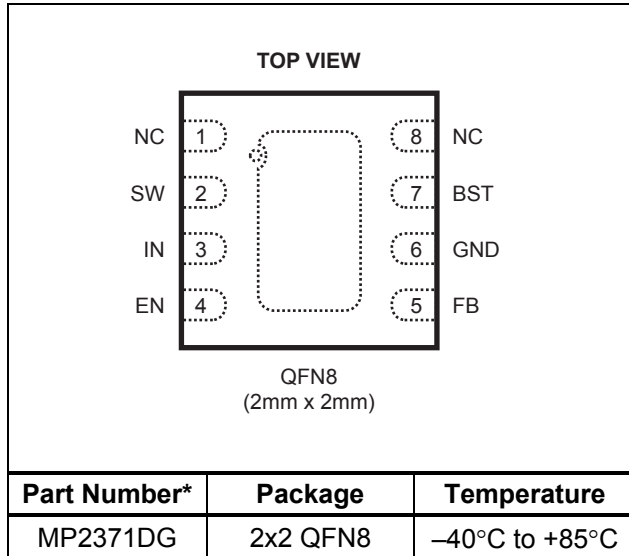 TOP VIEW
NC 1 8 NC
SW 2 7 BST
IN 3 6 GND
EN 4 5 FB
QFN8
(2mm x 2mm)
Part Number* Package Temperature
MP2371DG 2x2 QFN8 –40°C to +85°C